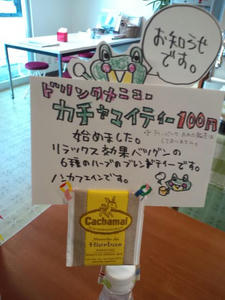 お知らせ
です。
ドリンクメニュー
カチャマイティー100円
始めました。
リラックス効果バツグンの
6種のハーブのブレンドティーです。
ノンカフェインです。
Cachamai